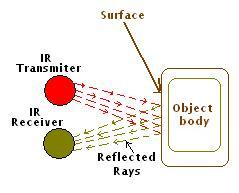 Surface
IR
Transmiter
IR
Receiver
Object
body
Reflected
Rays